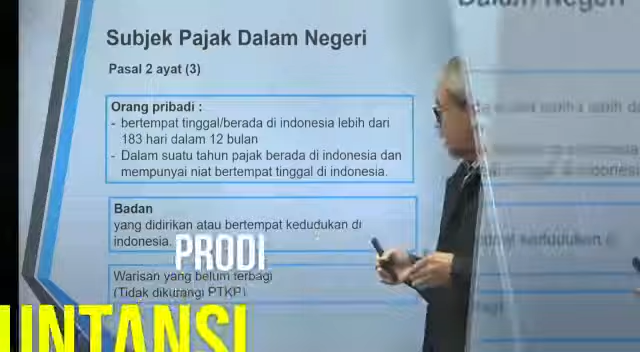 Dalam Negeri
Subjek Pajak Dalam Negeri
Pasal 2 ayat (3)
Orang pribadi :
- bertempat tinggal/berada di indonesia lebih dari
183 hari dalam 12 bulan
- Dalam suatu tahun pajak berada di indonesia dan
mempunyai niat bertempat tinggal di indonesia.
Badan
yang didirikan atau bertempat kedudukan di
indonesia.
PRODI
Warisan yang belum terbagi
(Tidak dikurangi PTKP)
UNTANSI